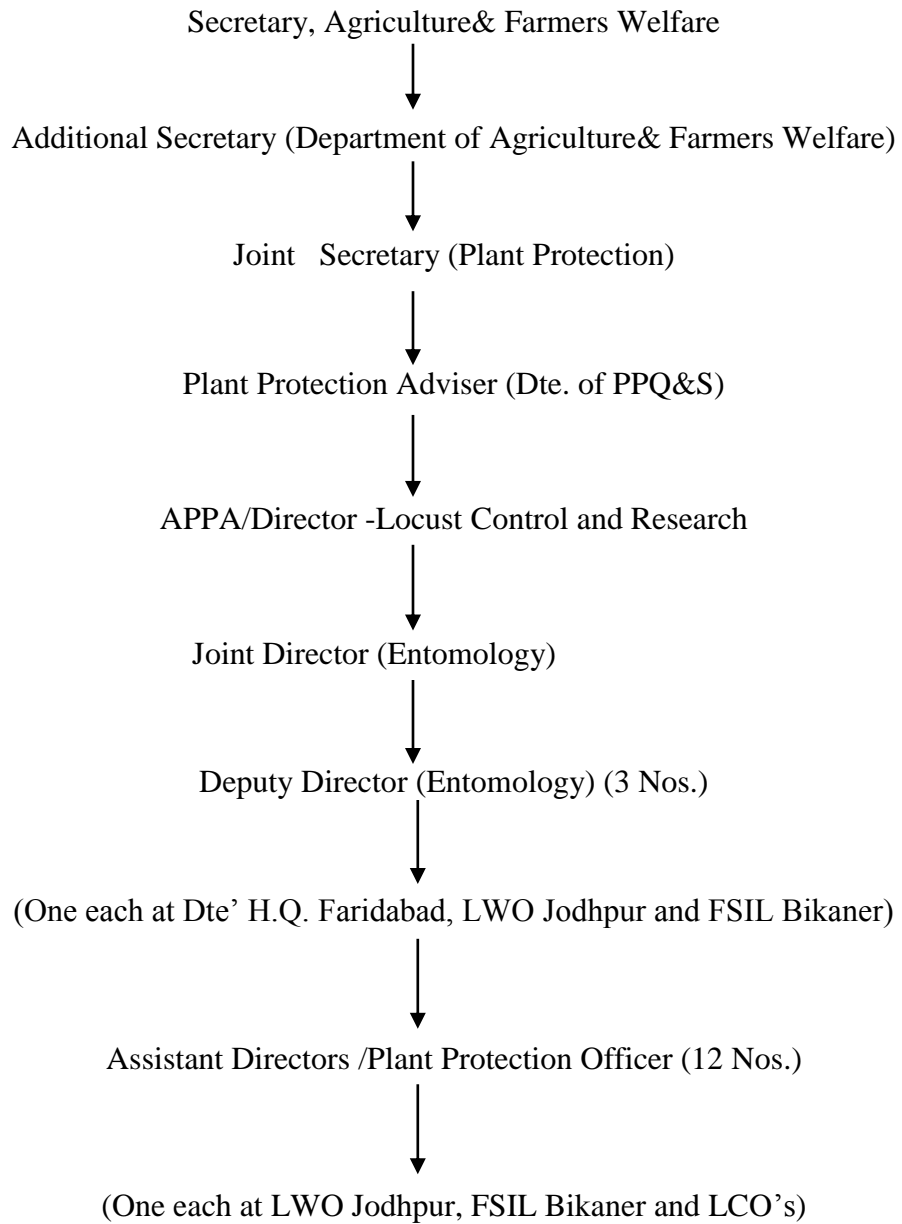 Secretary, Agriculture& Farmers Welfare
Additional Secretary (Department of Agriculture& Farmers Welfare)
Joint Secretary (Plant Protection)
Plant Protection Adviser (Dte. of PPQ&S)
APPA/Director -Locust Control and Research
Joint Director (Entomology)
Deputy Director (Entomology) (3 Nos.)
(One each at Dte’ H.Q. Faridabad, LWO Jodhpur and FSIL Bikaner)
Assistant Directors /Plant Protection Officer (12 Nos.)
(One each at LWO Jodhpur, FSIL Bikaner and LCO’s)